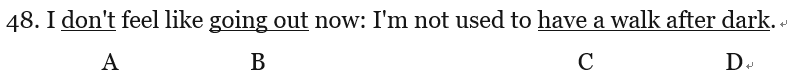 48. I don't feel like going out now: I'm not used to have a walk after dark.
A B C D